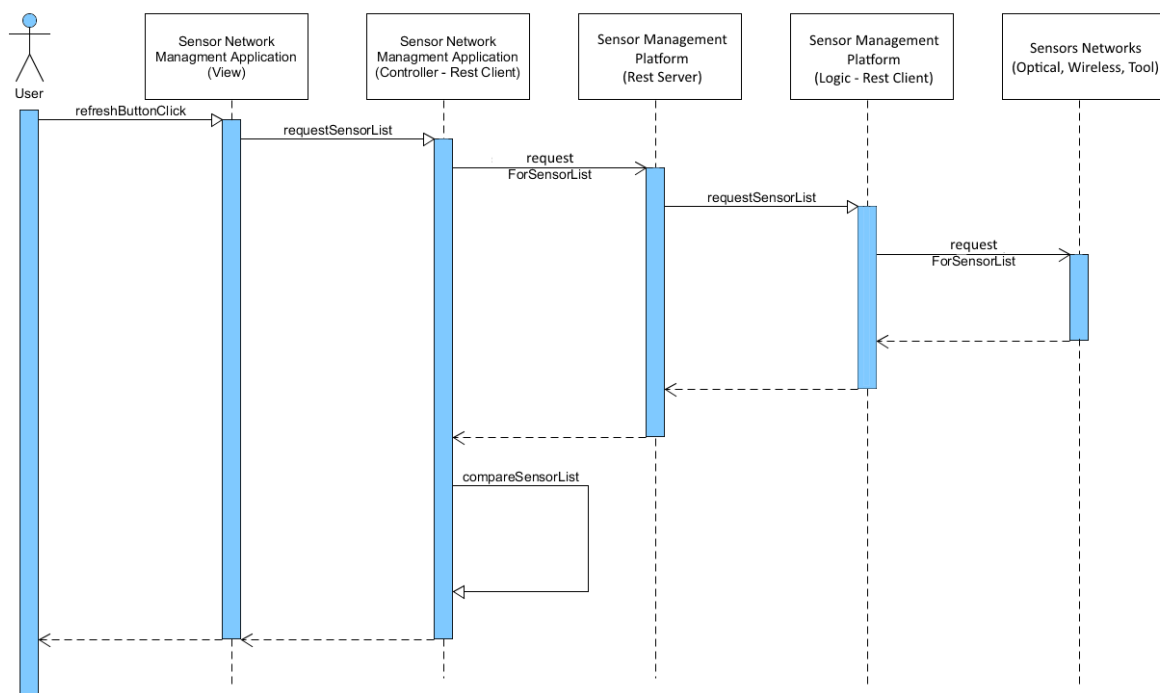 User
Sensor Network
Managment Application
(View)
Sensor Network
Managment Application
(Controller - Rest Client)
Sensor Management
Platform
(Rest Server)
Sensor Management
Platform
(Logic - Rest Client)
Sensors Networks
(Optical, Wireless, Tool)
refreshButtonClick
requestSensorList
request
ForSensorList
requestSensorList
request
ForSensorList
compareSensorList